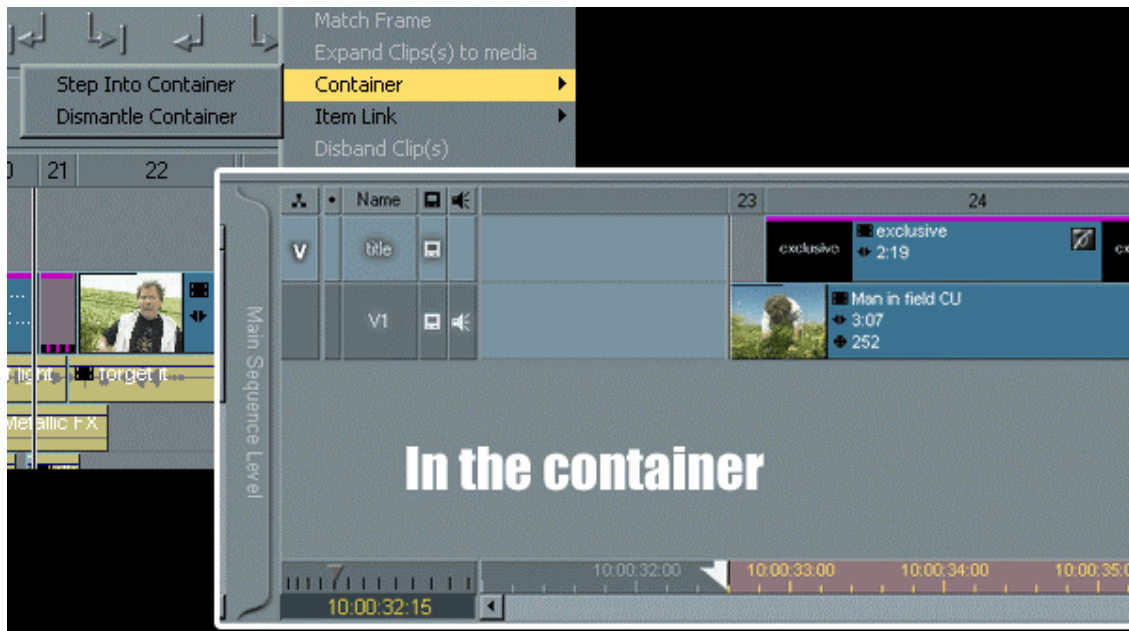 Match Frame
Expand Clips(s) to media
Step Into Container
Container
Dismantle Container
Item Link
Disband Clip(s)
21
22
Name
23
24
V
title
exclusive
exclusive
2:19
V1
Man in field CU
3:07
252
forget it...
Metallic FX
Main Sequence Level
In the container
10:00:32:00
10:00:33:00
10:00:34:00
10:00:32:15